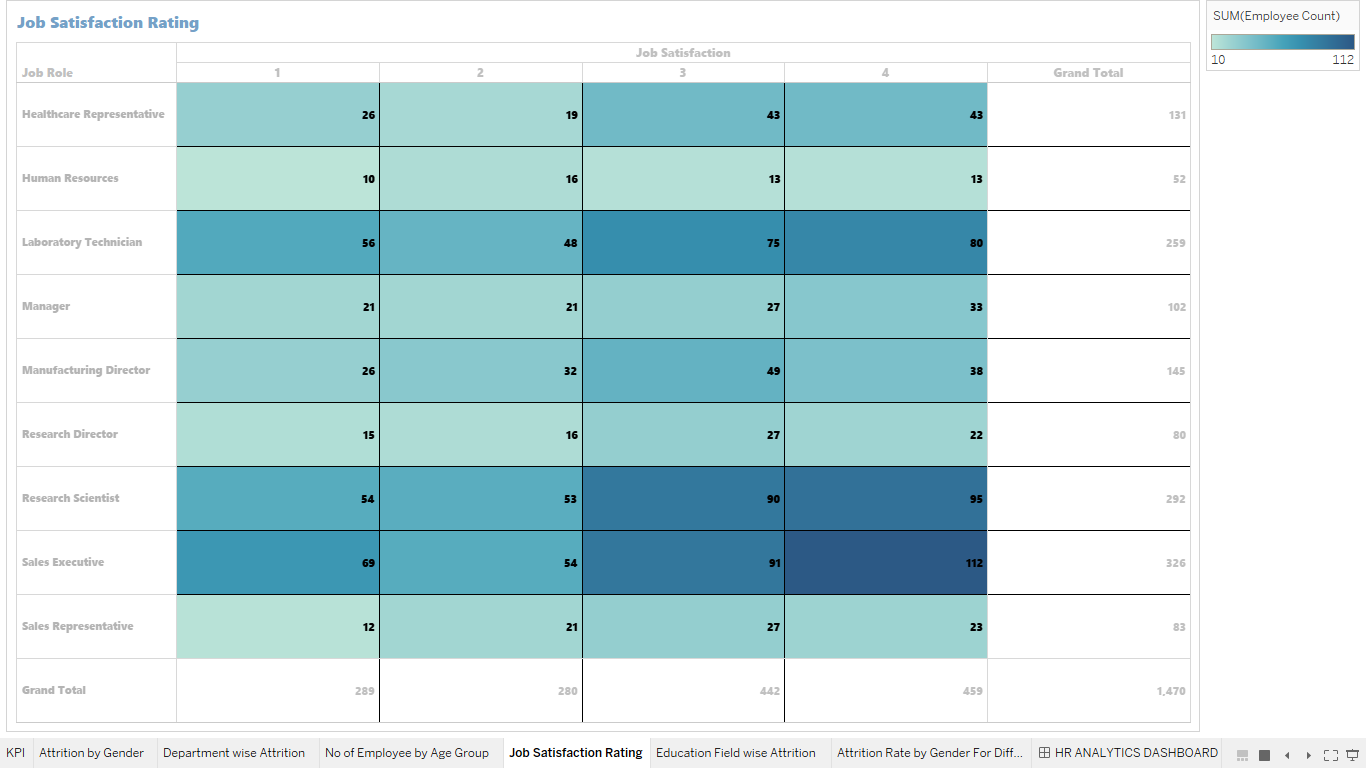 Job Satisfaction Rating
SUM(Employee Count)
10 112
Job Satisfaction
Job Role 1 2 3 4 Grand Total
Healthcare Representative 26 19 43 43 131
Human Resources 10 16 13 13 52
Laboratory Technician 56 48 75 80 259
Manager 21 21 27 33 102
Manufacturing Director 26 32 49 38 145
Research Director 15 16 27 22 80
Research Scientist 54 53 90 95 292
Sales Executive 69 54 91 112 326
Sales Representative 12 21 27 23 83
Grand Total 289 280 442 459 1,470
KPI Attrition by Gender Department wise Attrition No of Employee by Age Group Job Satisfaction Rating Education Field wise Attrition Attrition Rate by Gender For Diff... HR ANALYTICS DASHBOARD